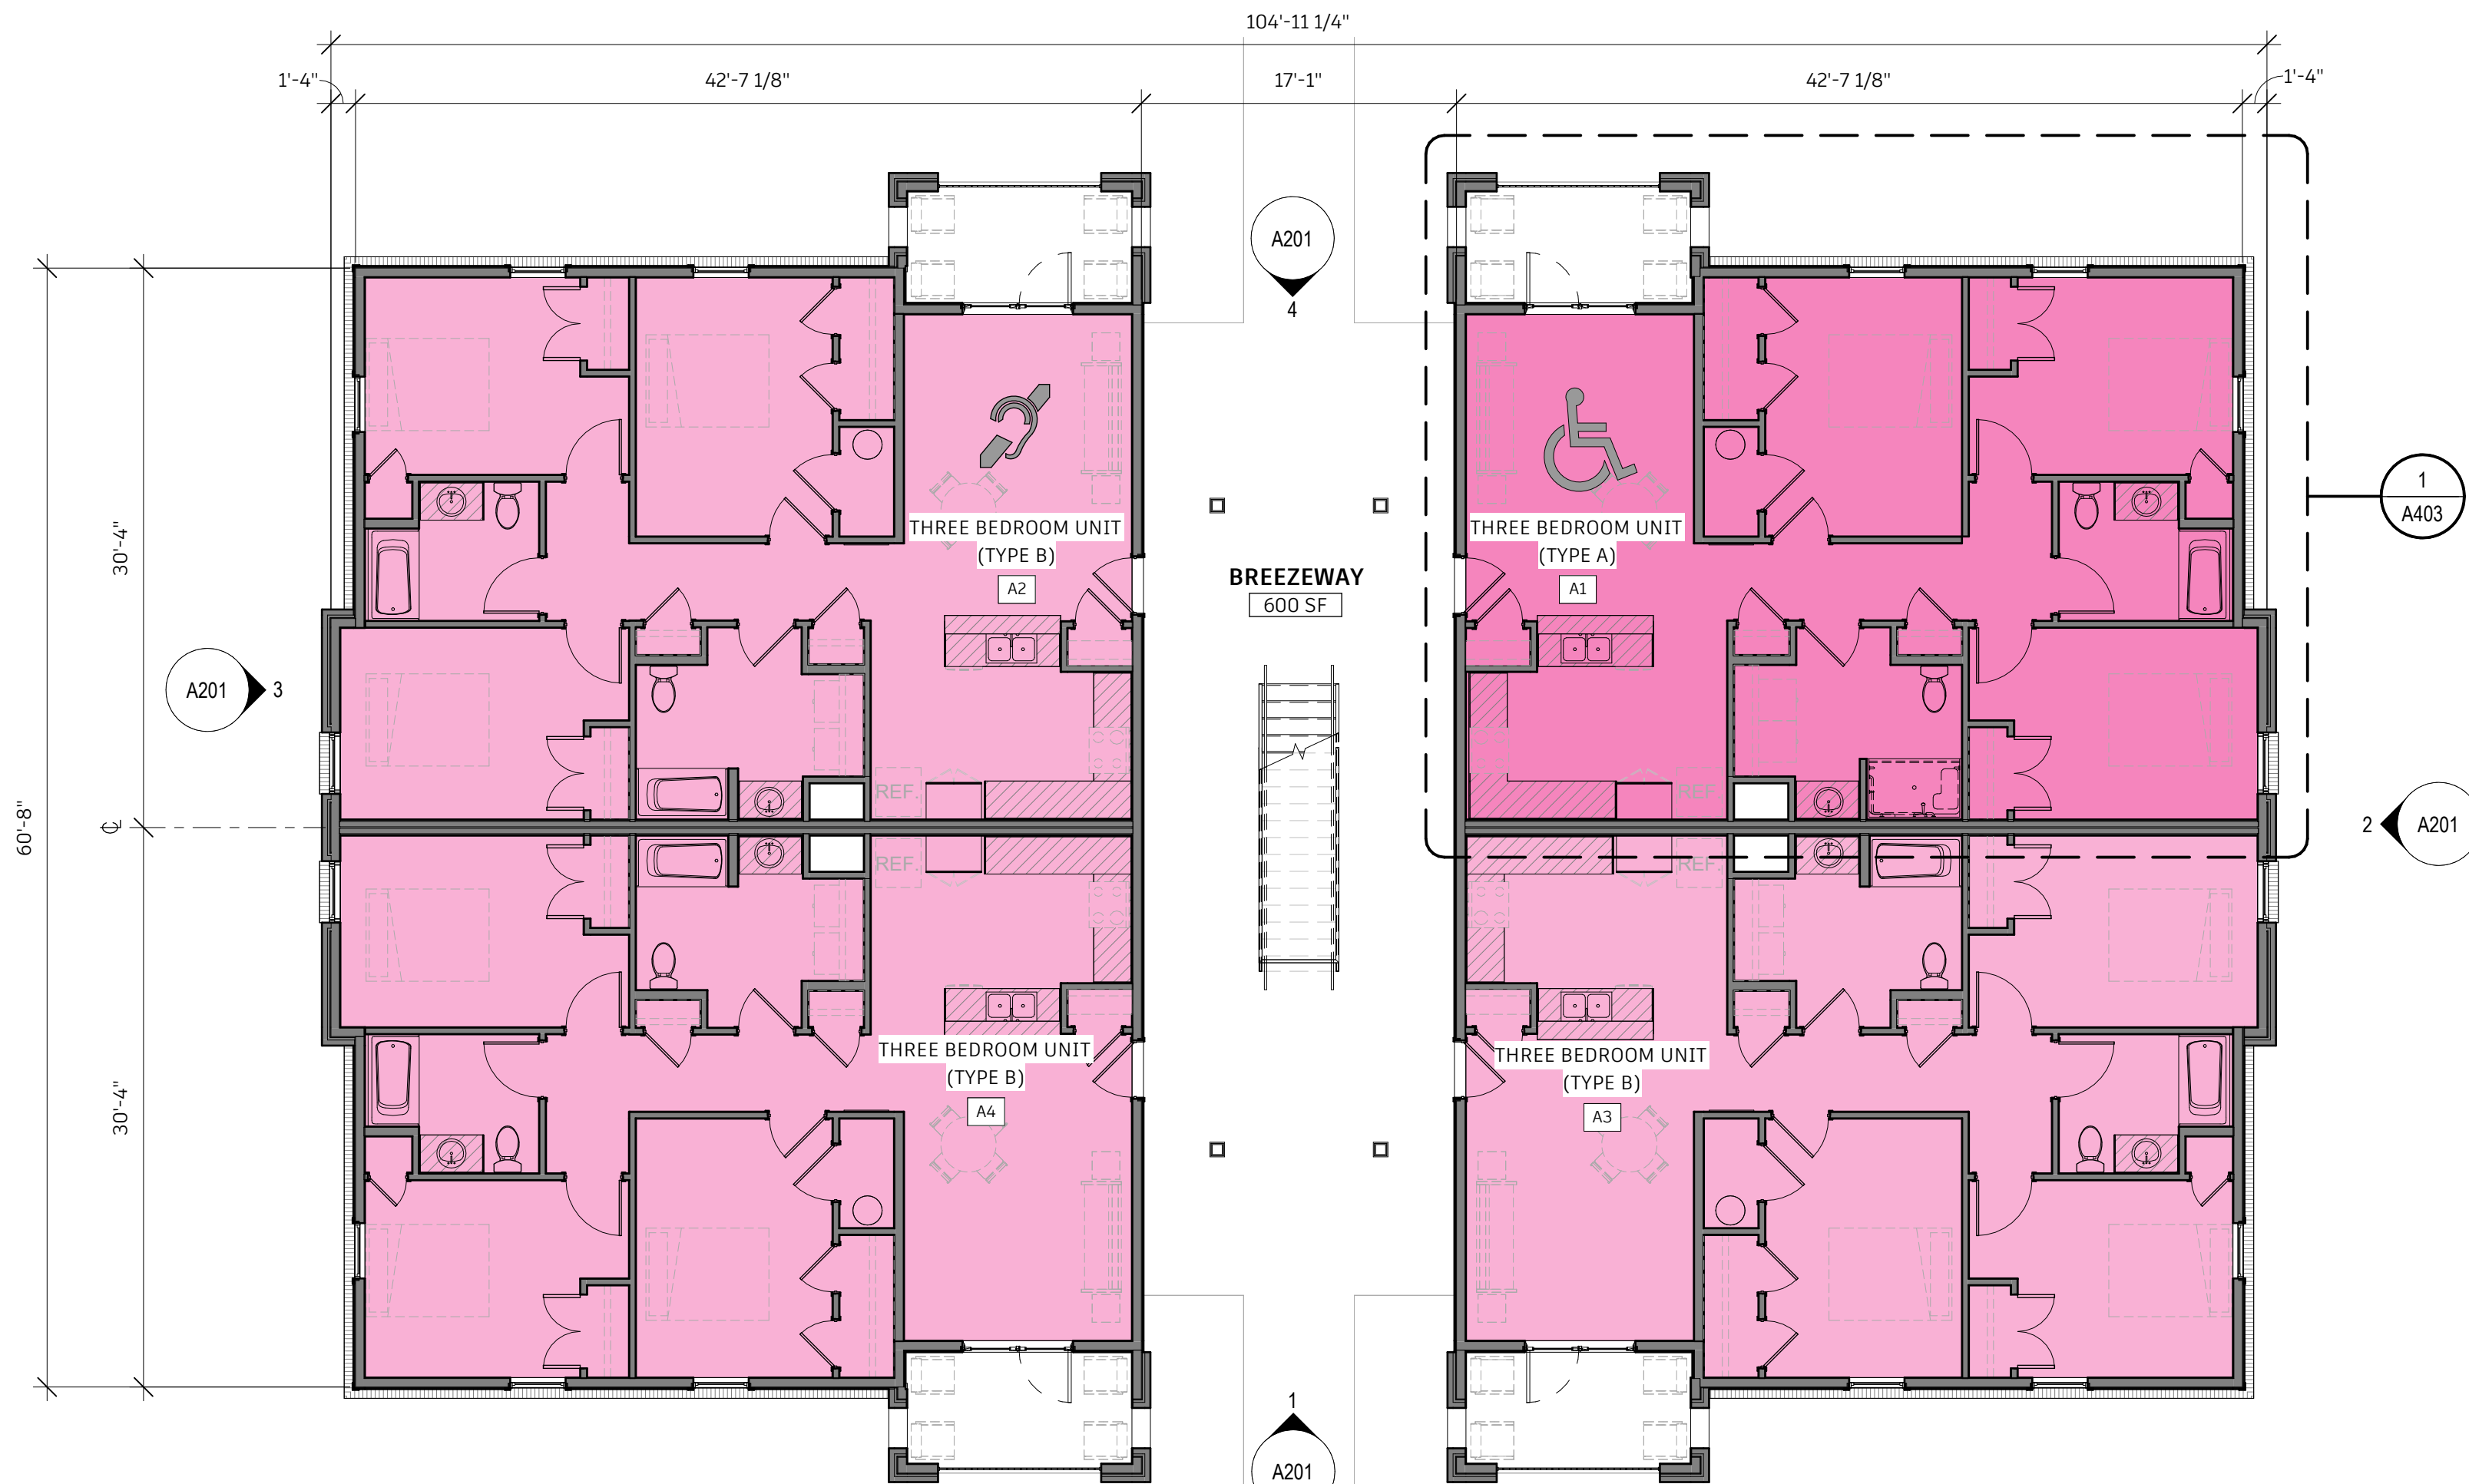 104'-11 1/4"
1'-4"
42'-7 1/8"
17'-1"
42'-7 1/8"
1'-4"
A201
4
THREE BEDROOM UNIT
(TYPE B)
A2
THREE BEDROOM UNIT
(TYPE A)
A1
1
A403
BREEZEWAY
600 SF
30'-4"
A201
3
REF.
REF.
2
A201
60'-8"
℄
REF.
REF.
THREE BEDROOM UNIT
(TYPE B)
A4
THREE BEDROOM UNIT
(TYPE B)
A3
30'-4"
1
A201